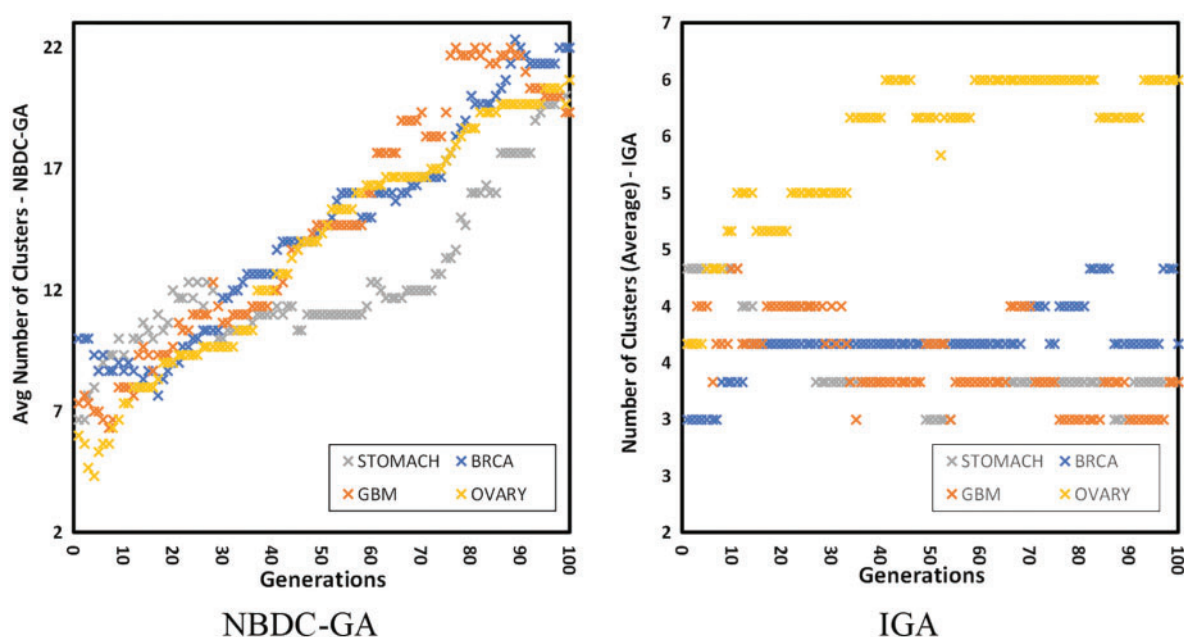 Avg Number of Clusters - NBDC-GA
22
17
12
7
2
0 10 20 30 40 50 60 70 80 90 100
Generations
STOMACH BRCA
GBM OVARY
NBDC-GA
Number of Clusters (Average) - IGA
7
6
6
5
5
4
4
3
3
2
0 10 20 30 40 50 60 70 80 90 100
Generations
STOMACH BRCA
GBM OVARY
IGA